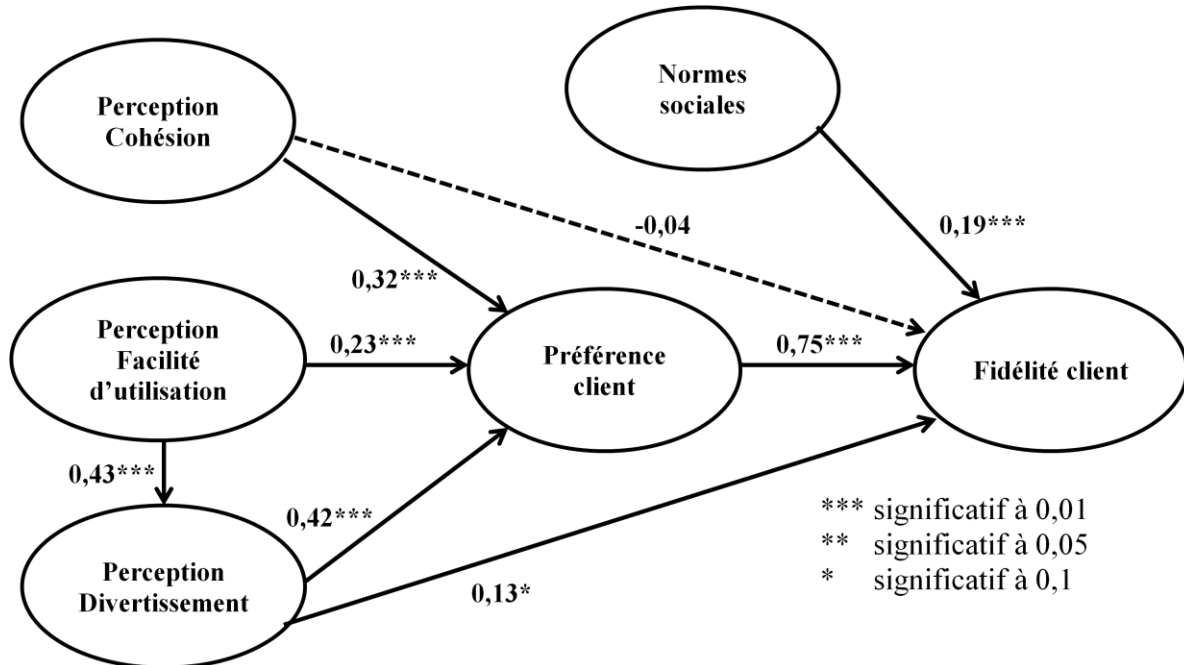 Perception
Cohésion
Normes
sociales
-0,04
0,19***
0,32***
Perception
Facilité
d’utilisation
0,23***
Préférence
client
0,75***
Fidélité client
0,43***
0,42***
Perception
Divertissement
0,13*
*** significatif à 0,01
** significatif à 0,05
* significatif à 0,1